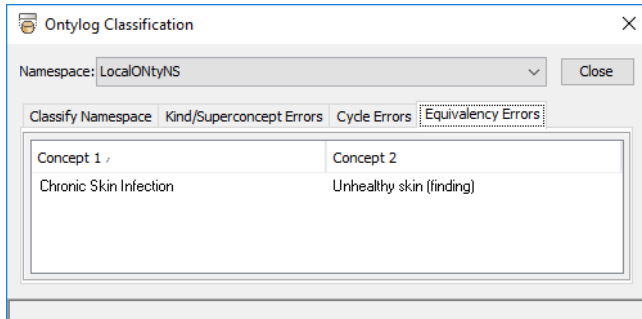 Ontylog Classification
Namespace: LocalONtyNS Close
Classify Namespace Kind/Superconcept Errors Cycle Errors Equivalency Errors
Concept 1 Concept 2
Chronic Skin Infection Unhealthy skin (finding)